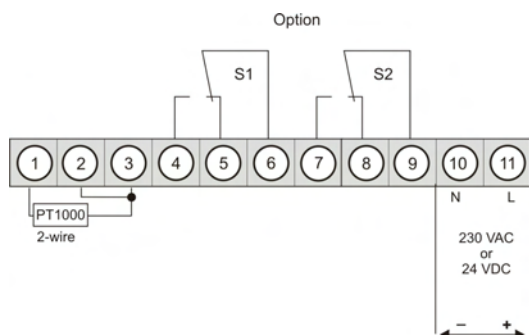 Option
S1
S2
1 2 3 4 5 6 7 8 9 10 11
PT1000
2-wire
N L
230 VAC
or
24 VDC
− +